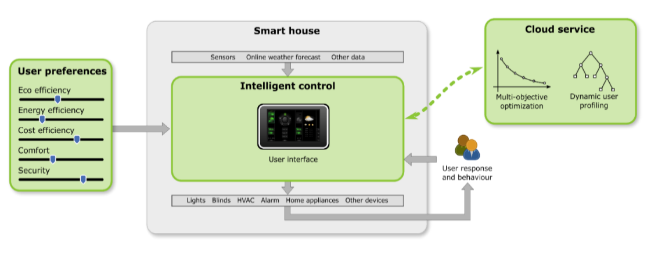 Smart house
Sensors Online weather forecast Other data
Cloud service
Multi-objective
optimization
Dynamic user
profiling
User preferences
Eco efficiency
Energy efficiency
Cost efficiency
Comfort
Security
Intelligent control
User interface
User response
and behaviour
Lights Blinds HVAC Alarm Home appliances Other devices